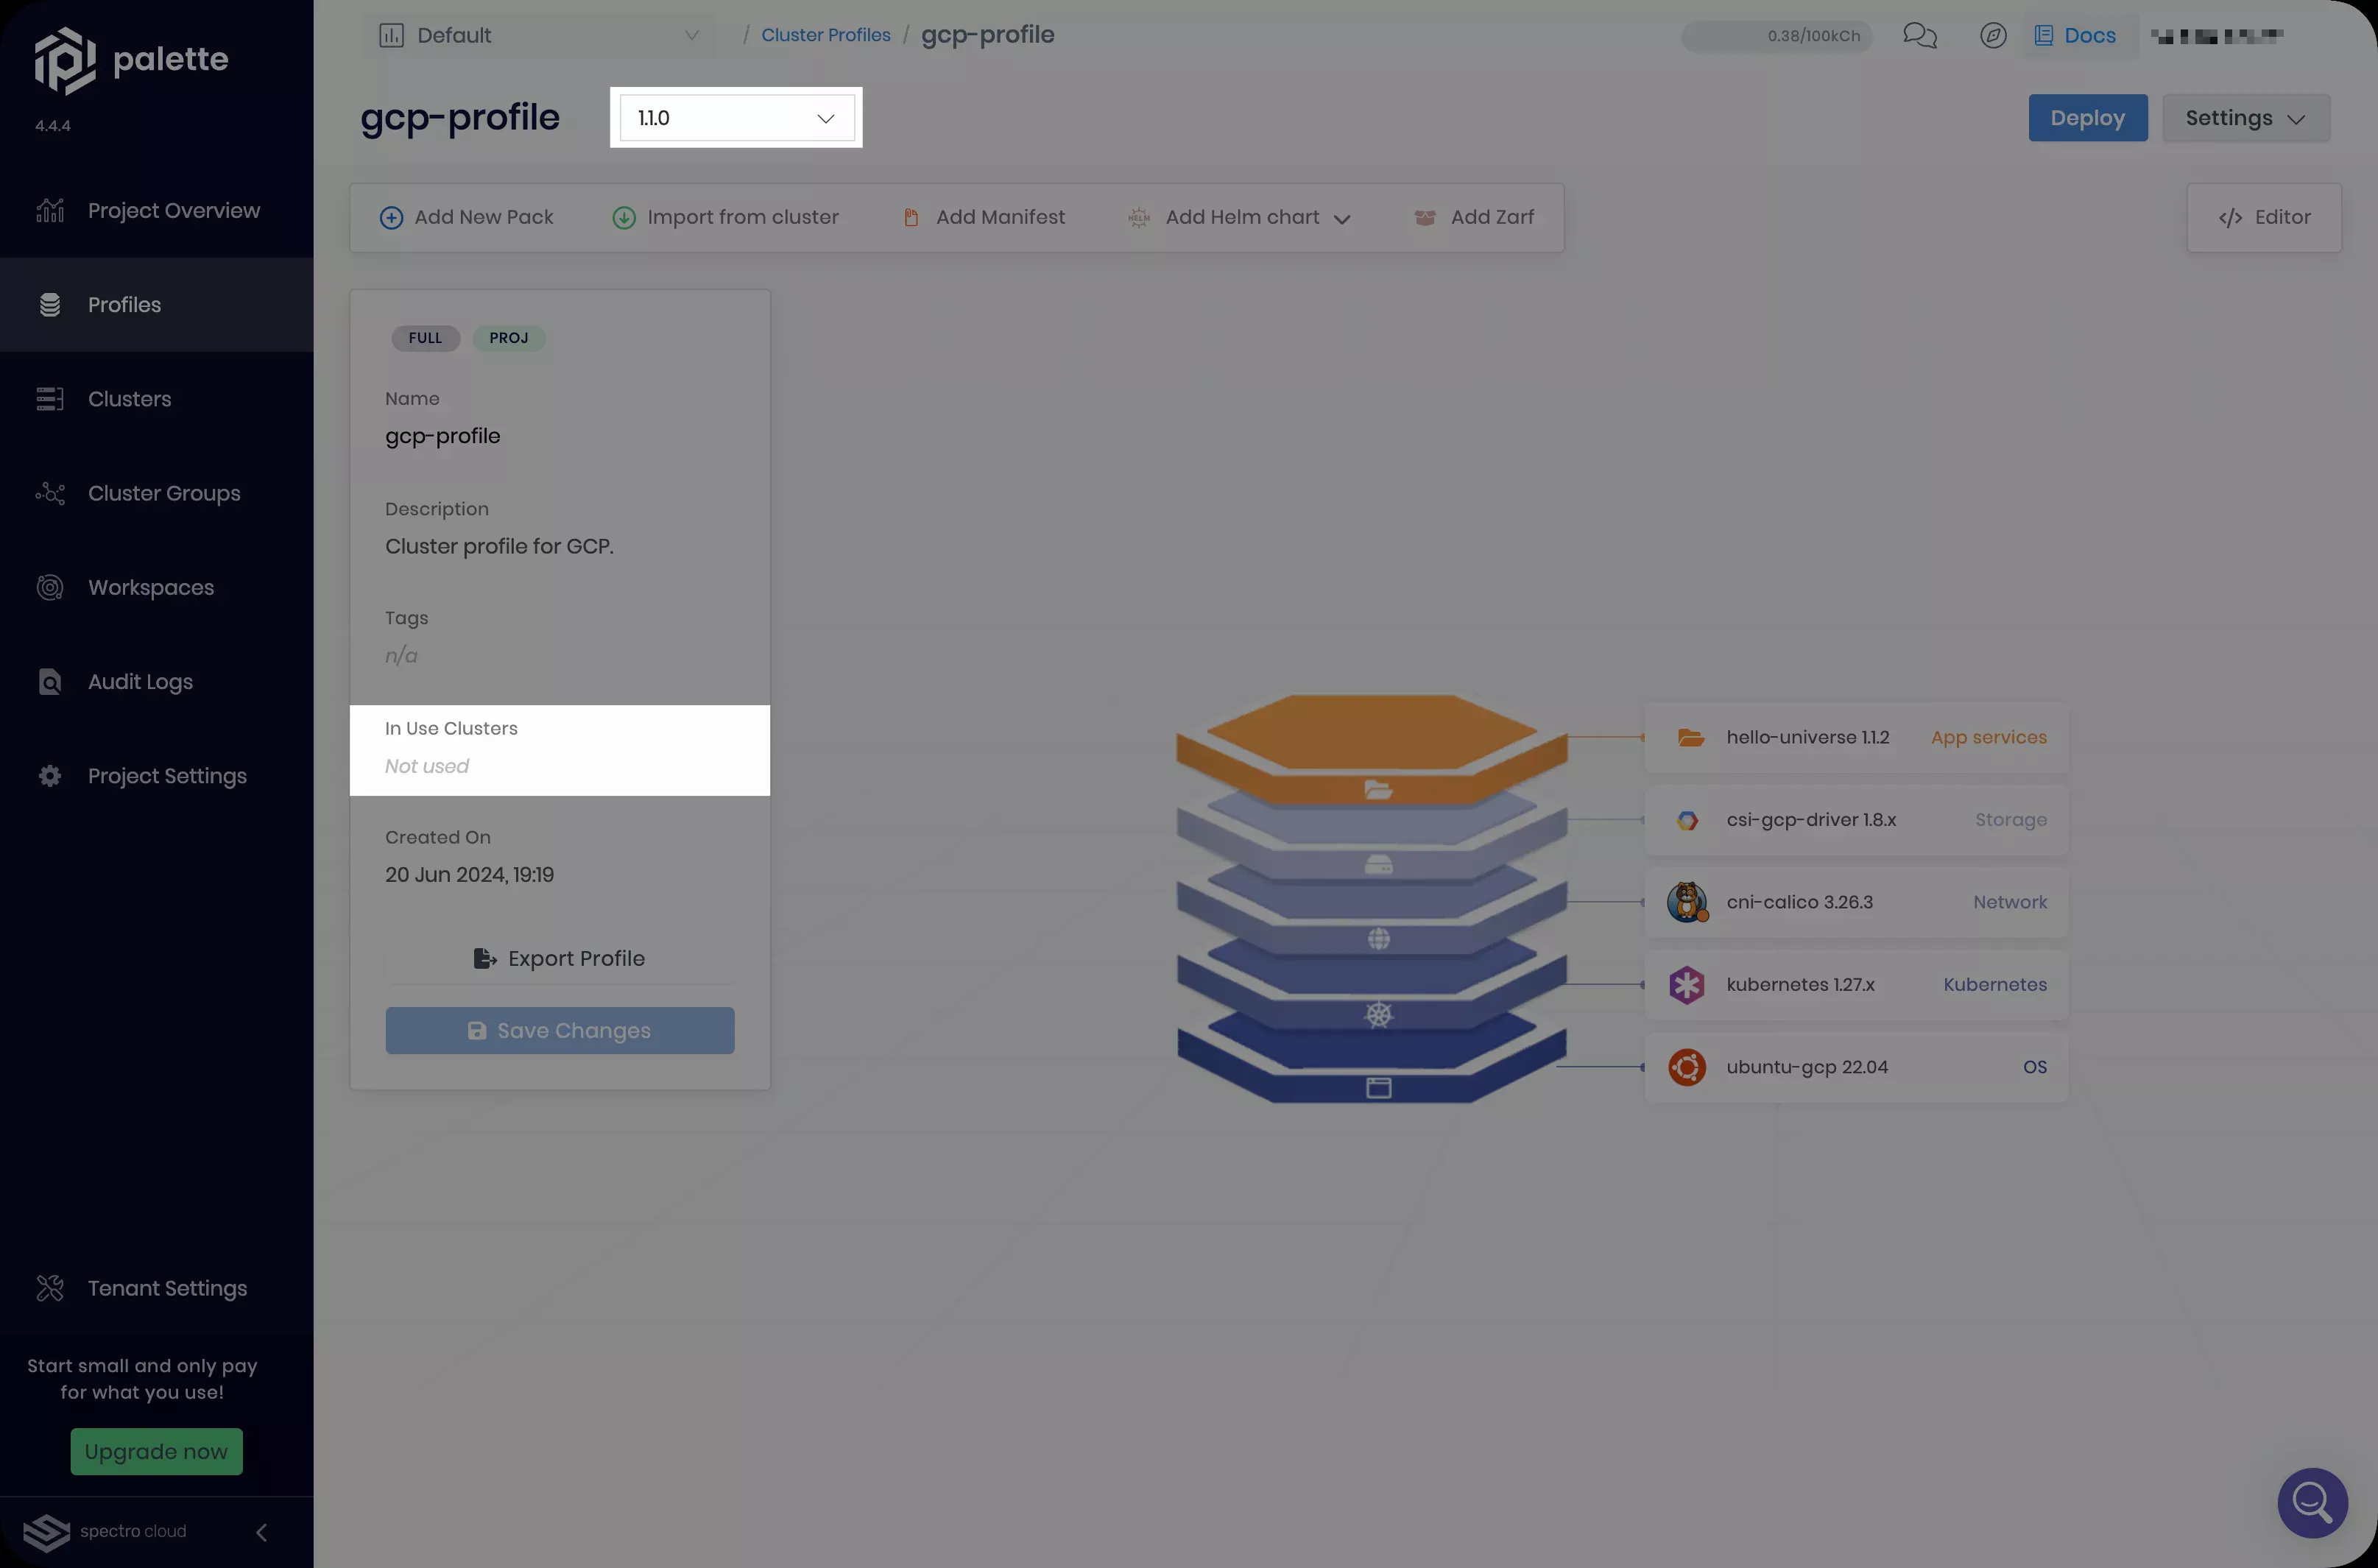 palette
4.4.4
Project Overview
Profiles
Clusters
Cluster Groups
Workspaces
Audit Logs
Project Settings
Tenant Settings
Start small and only pay
for what you use!
Upgrade now
spectro cloud
Default
/ Cluster Profiles / gcp-profile
0.38/100kCh
Docs
gcp-profile
1.1.0
Deploy
Settings
Add New Pack
Import from cluster
Add Manifest
HELM
Add Helm chart
Add Zarf
</> Editor
FULL
PROJ
Name
gcp-profile
Description
Cluster profile for GCP.
Tags
n/a
In Use Clusters
Not used
Created On
20 Jun 2024, 19:19
Export Profile
Save Changes
hello-universe 1.1.2 App services
csi-gcp-driver 1.8.x Storage
cni-calico 3.26.3 Network
kubernetes 1.27.x Kubernetes
ubuntu-gcp 22.04 OS